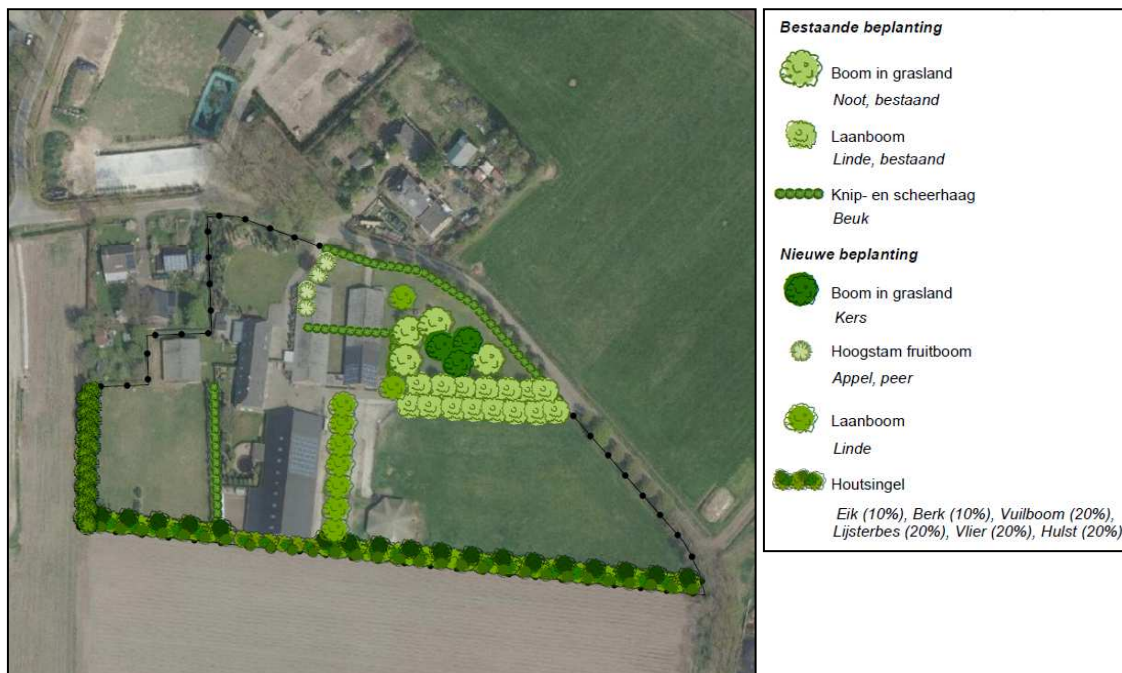 Bestaande beplanting
Boom in grasland
Noot, bestaand
Laanboom
Linde, bestaand
Knip- en scheerhaag
Beuk
Nieuwe beplanting
Boom in grasland
Kers
Hoogstam fruitboom
Appel, peer
Laanboom
Linde
Houtsingel
Eik (10%), Berk (10%), Vuilboom (20%),
Lijsterbes (20%), Vlier (20%), Hulst (20%)